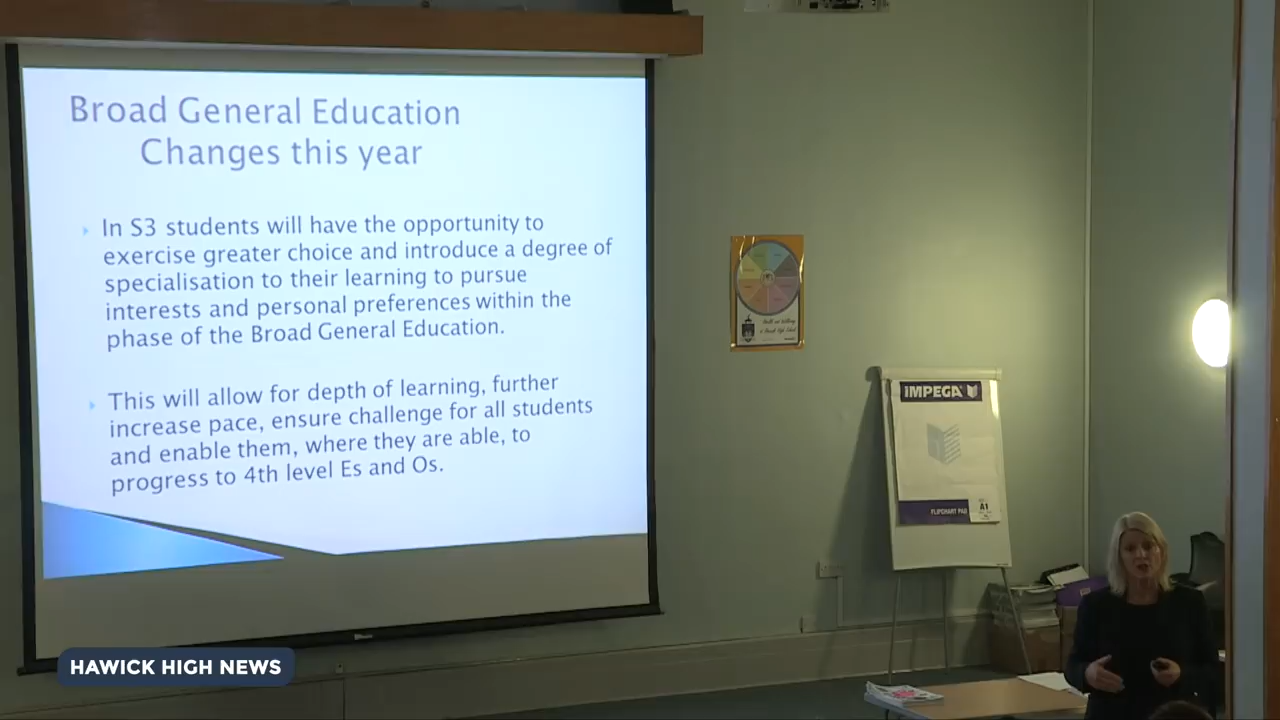 Broad General Education
Changes this year
In S3 students will have the opportunity to
exercise greater choice and introduce a degree of
specialisation to their learning to pursue
interests and personal preferences within the
phase of the Broad General Education.
This will allow for depth of learning, further
increase pace, ensure challenge for all students
and enable them, where they are able, to
progress to 4th level Es and Os.
IMPEGA
FLIPCHART PAD
A1
HAWICK HIGH NEWS